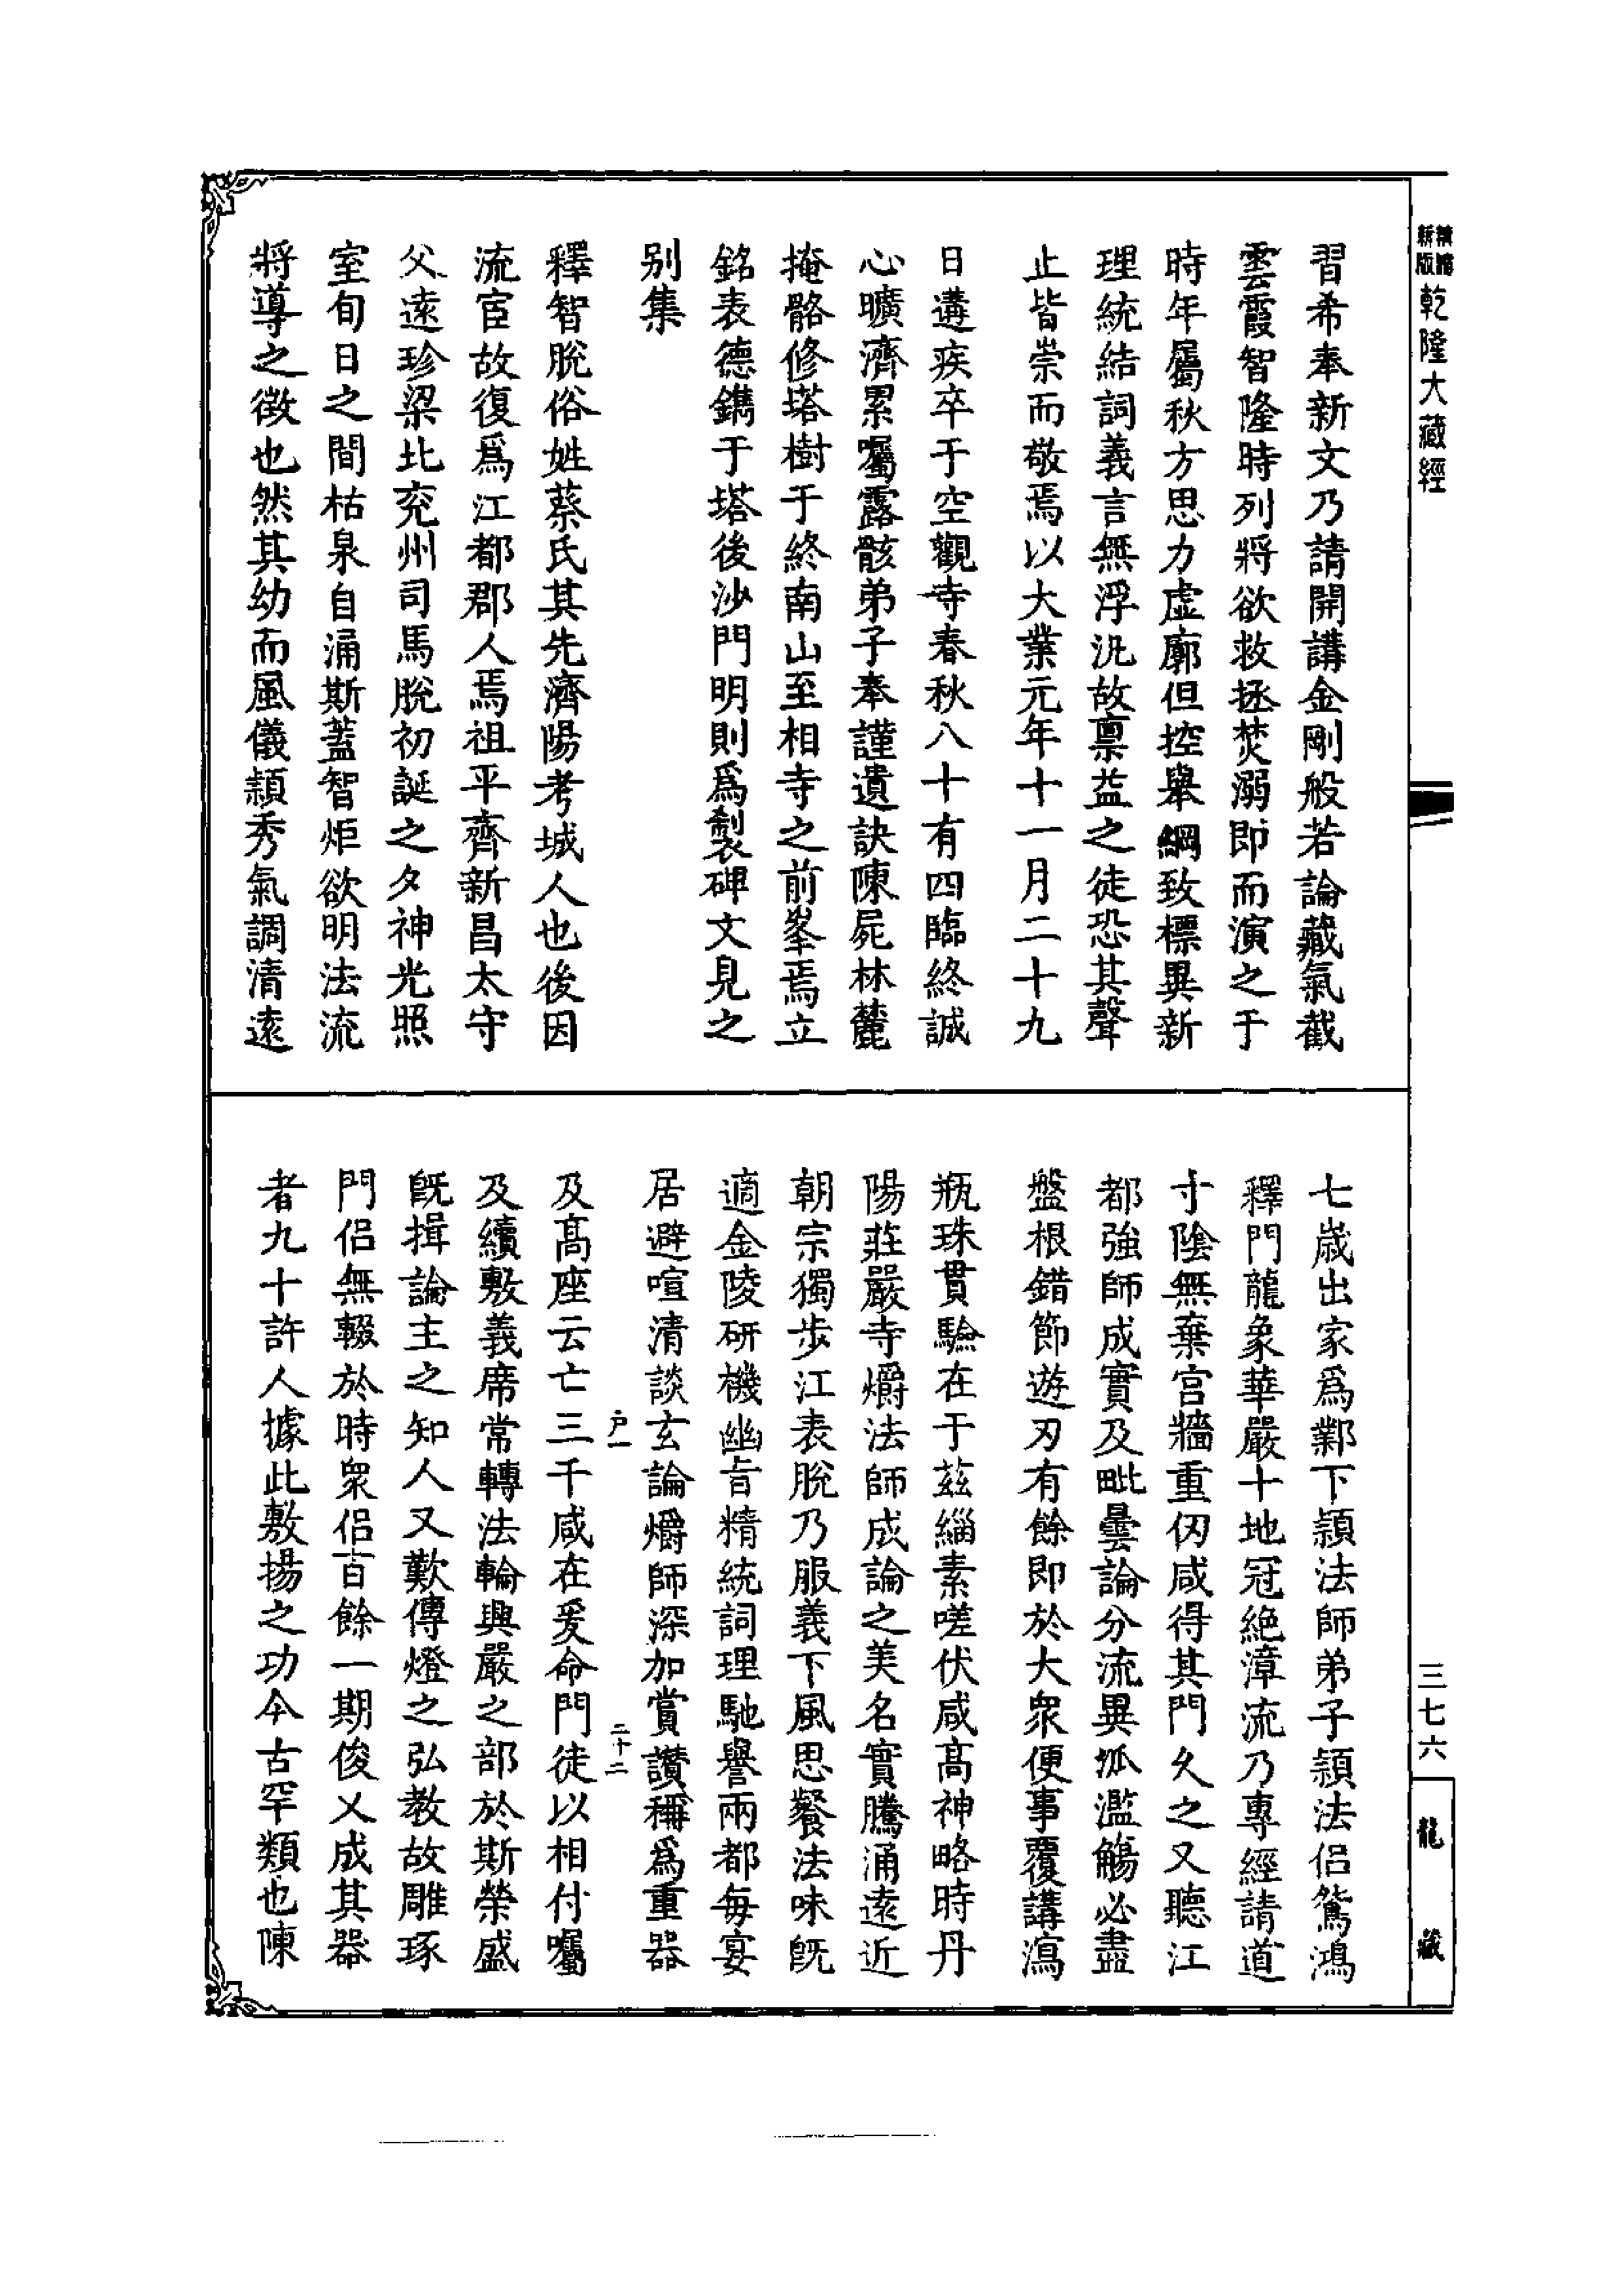 新版
精縮
乾隆大藏經
習希奉新文乃請開講金剛般若論藏氣截
雲霞智隆時列將欲救拯焚溺即而演之于
時年屬秋方思力虛廓但控舉綱致標異新
理統結詞義言無浮汎故稟益之徒恐其聲
止皆崇而敬焉以大業元年十一月二十九
日遘疾卒于空觀寺春秋八十有四臨終誠
心曠濟累囑露骸弟子奉謹遺訣陳屍林麓
掩骼修塔樹于終南山至相寺之前峯焉立
銘表德鐫于塔後沙門明則爲製碑文見之
别集
釋智脫俗姓蔡氏其先濟陽考城人也後因
流宦故復爲江都郡人焉祖平齊新昌太守
父遠珍梁北兖州司馬脫初誕之夕神光照
室旬日之間枯泉自涌斯蓋智炬欲明法流
將導之徵也然其幼而風儀頴秀氣調清遠
七歲出家爲鄴下頴法師弟子頴法侶鴛鴻
釋門龍象華嚴十地冠絶漳流乃專經請道
寸陰無棄宫牆重仞咸得其門久之又聽江
都強師成實及毗曇論分流異派濫觴必盡
盤根錯節遊刃有餘即於大衆便事覆講瀉
瓶珠貫驗在于茲緇素嗟伏咸髙神略時丹
陽莊嚴寺㬭法師成論之美名實騰涌遠近
朝宗獨步江表脫乃服義下風思餐法味旣
適金陵研機幽旨精統詞理馳譽兩都每宴
居避喧清談玄論㬭師深加賞讃稱爲重器
户一
二十二
及髙座云亡三千咸在爰命門徒以相付囑
及續敷義席常轉法輪興嚴之部於斯榮盛
旣揖論主之知人又歎傳燈之弘教故雕琢
門侶無輟於時衆侶百餘一期俊乂成其器
者九十許人據此敷揚之功今古罕類也陳
三七六
龍藏